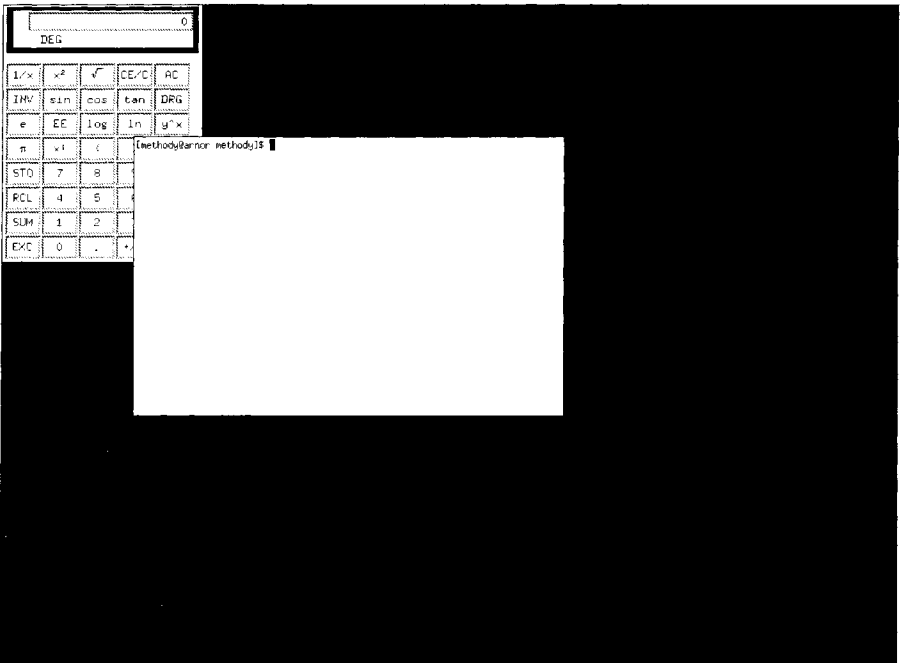 0
DEG
1/x x² √ CE/C AC
INV sin cos tan DRG
e EE log ln y^x
π x! (
[methody@arnor methody]$
STO 7 8
RCL 4 5
SUM 1 2
EXC 0 .